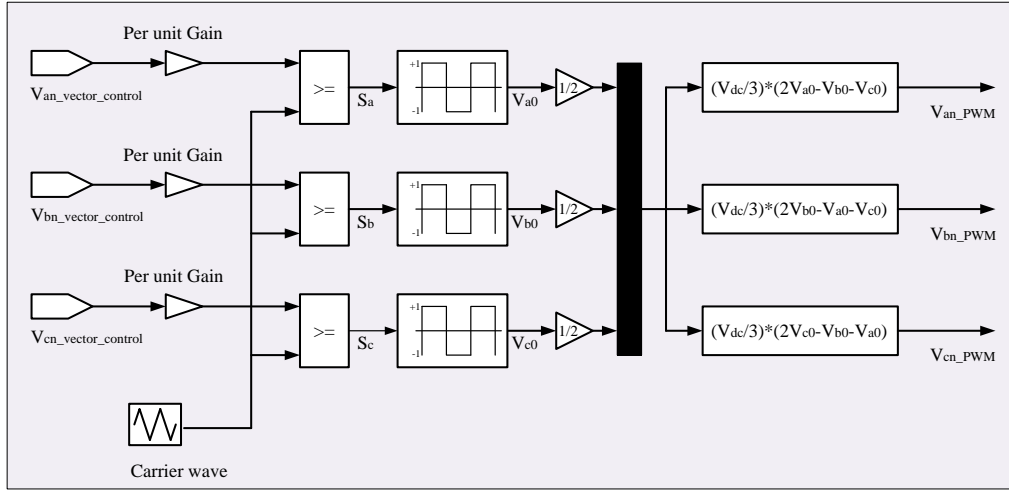 Per unit Gain
Van_vector_control
>=
Sa
+1
-1
Va0
1/2
(Vdc/3)*(2Va0-Vb0-Vc0)
Van_PWM
Per unit Gain
Vbn_vector_control
>=
Sb
+1
-1
Vb0
1/2
(Vdc/3)*(2Vb0-Va0-Vc0)
Vbn_PWM
Per unit Gain
Vcn_vector_control
>=
Sc
+1
-1
Vc0
1/2
(Vdc/3)*(2Vc0-Vb0-Va0)
Vcn_PWM
Carrier wave